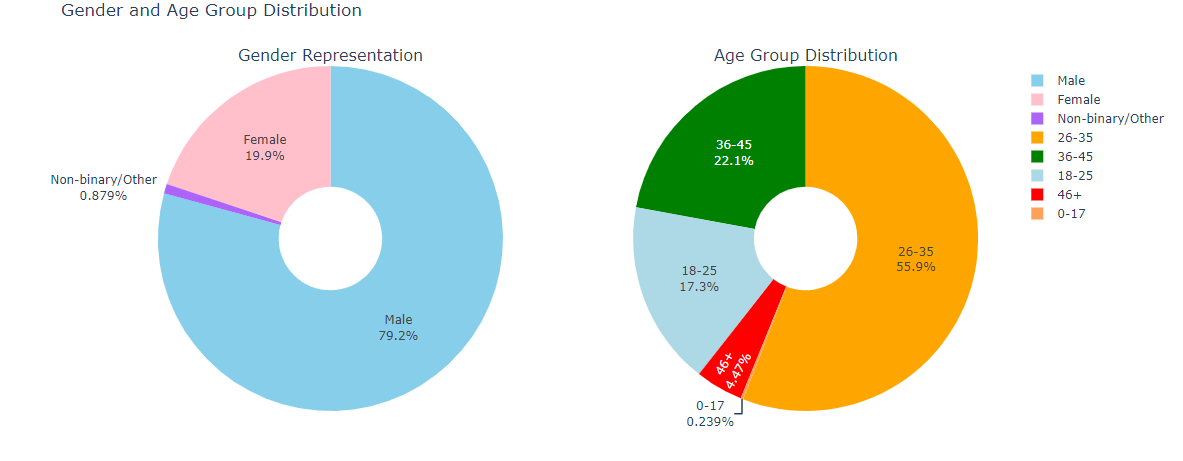 Gender and Age Group Distribution
Gender Representation
Female
19.9%
Non-binary/Other
0.879%
Male
79.2%
Age Group Distribution
36-45
22.1%
26-35
55.9%
18-25
17.3%
46+
4.47%
0-17
0.239%
Male
Female
Non-binary/Other
26-35
36-45
18-25
46+
0-17